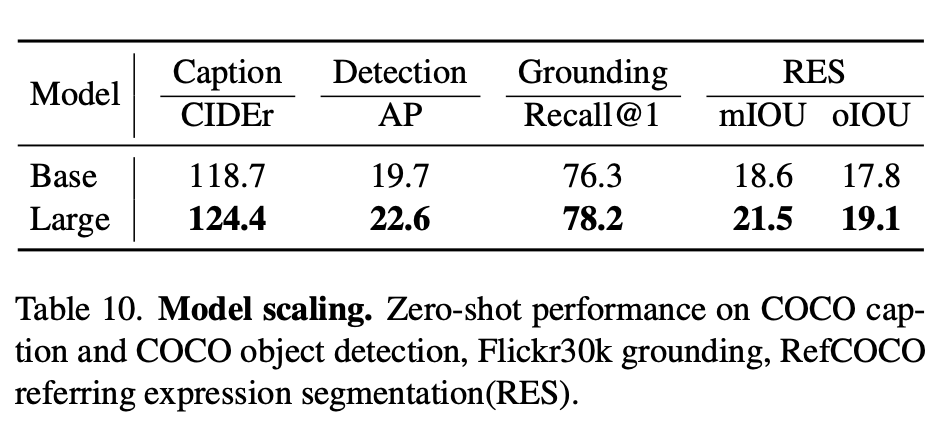 Model Caption Detection Grounding RES
CIDEr AP Recall@1 mIOU oIOU
Base 118.7 19.7 76.3 18.6 17.8
Large 124.4 22.6 78.2 21.5 19.1
Table 10. Model scaling. Zero-shot performance on COCO cap-
tion and COCO object detection, Flickr30k grounding, RefCOCO
referring expression segmentation(RES).